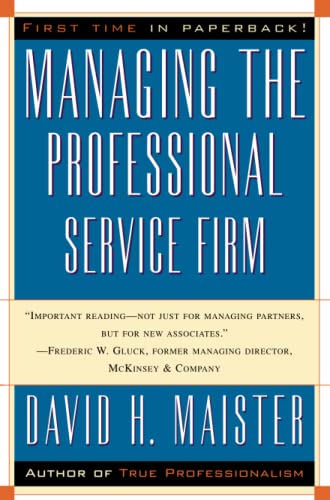 First time in paperback!
Managing the
Professional
Service Firm
“Important reading—not just for managing partners,
but for new associates.”
—Frederic W. Gluck, former managing director,
McKinsey & Company
David H. Maister
Author of True Professionalism